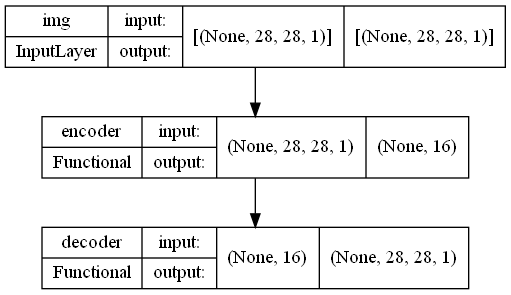 img input: [(None, 28, 28, 1)] [(None, 28, 28, 1)]
InputLayer output:
encoder input: (None, 28, 28, 1) (None, 16)
Functional output:
decoder input: (None, 16) (None, 28, 28, 1)
Functional output: